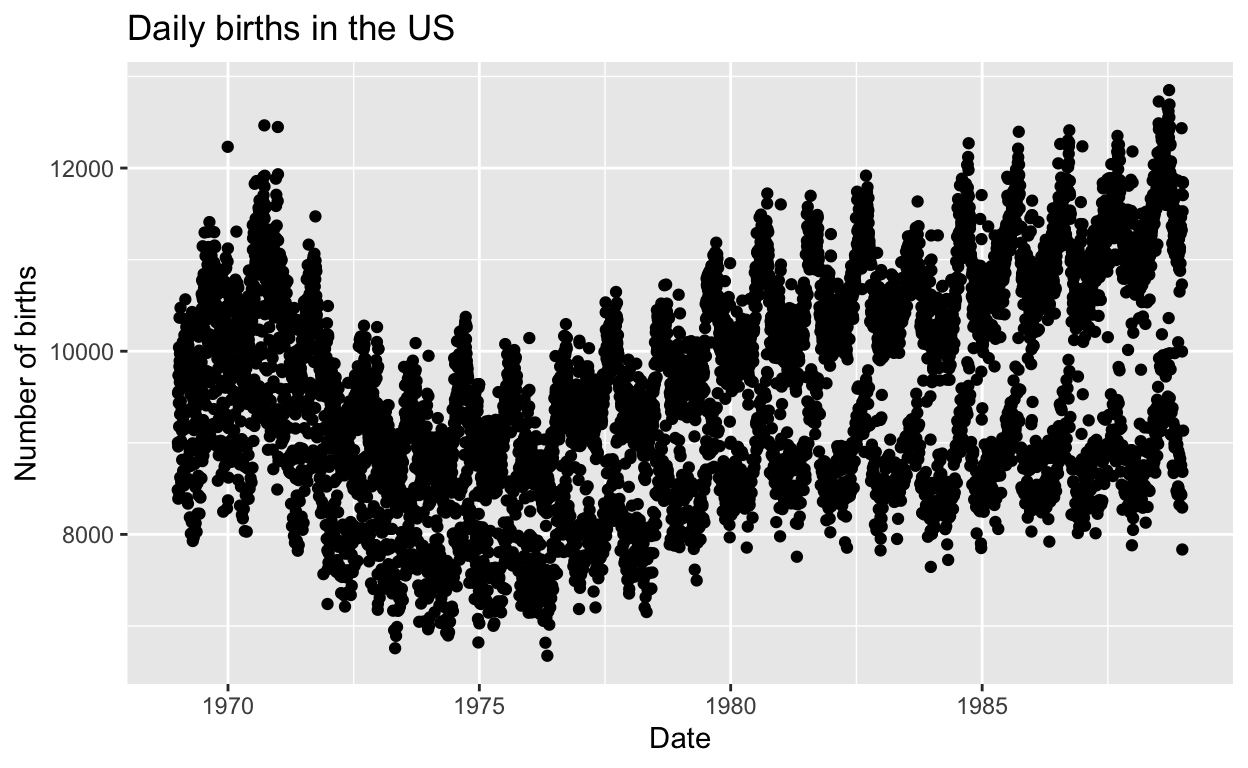 Daily births in the US
Number of births
12000
10000
8000
1970 1975 1980 1985
Date